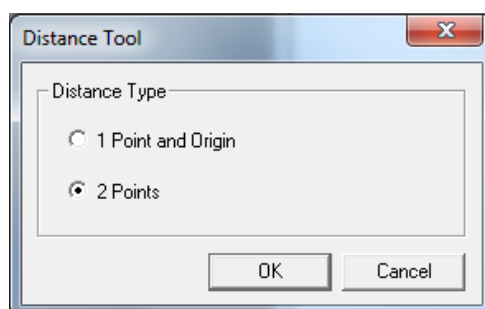 Distance Tool
Distance Type
1 Point and Origin
2 Points
OK Cancel